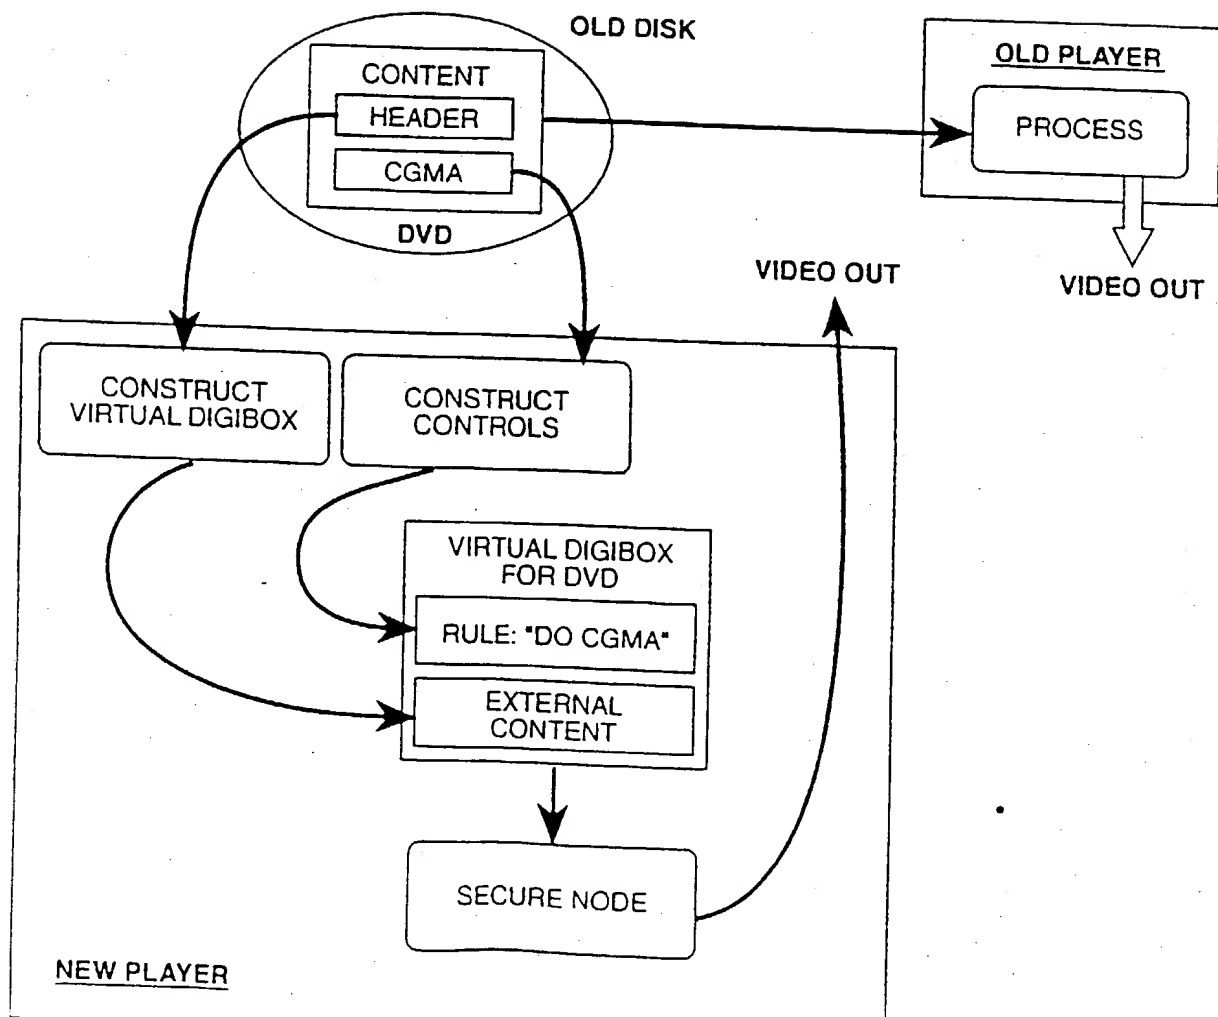 OLD DISK
CONTENT
HEADER
CGMA
DVD
OLD PLAYER
PROCESS
VIDEO OUT
VIDEO OUT
CONSTRUCT
VIRTUAL DIGIBOX
CONSTRUCT
CONTROLS
VIRTUAL DIGIBOX
FOR DVD
RULE: "DO CGMA"
EXTERNAL
CONTENT
SECURE NODE
NEW PLAYER